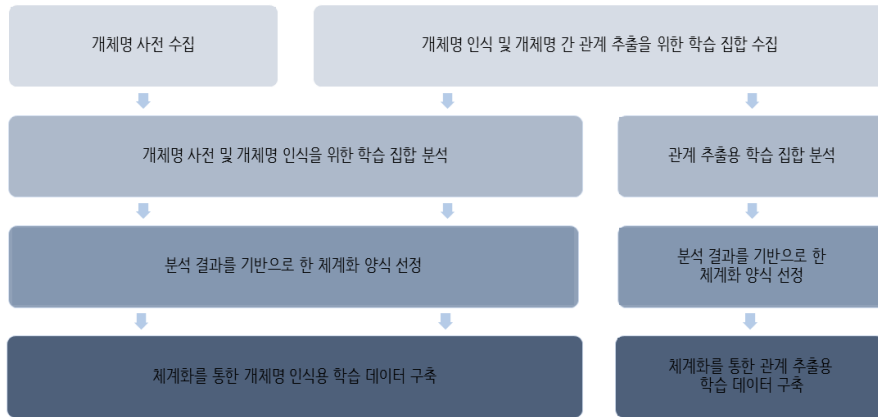 개체명 사전 수집
개체명 인식 및 개체명 간 관계 추출을 위한 학습 집합 수집
개체명 사전 및 개체명 인식을 위한 학습 집합 분석
관계 추출용 학습 집합 분석
분석 결과를 기반으로 한 체계화 양식 선정
분석 결과를 기반으로 한
체계화 양식 선정
체계화를 통한 개체명 인식용 학습 데이터 구축
체계화를 통한 관계 추출용
학습 데이터 구축